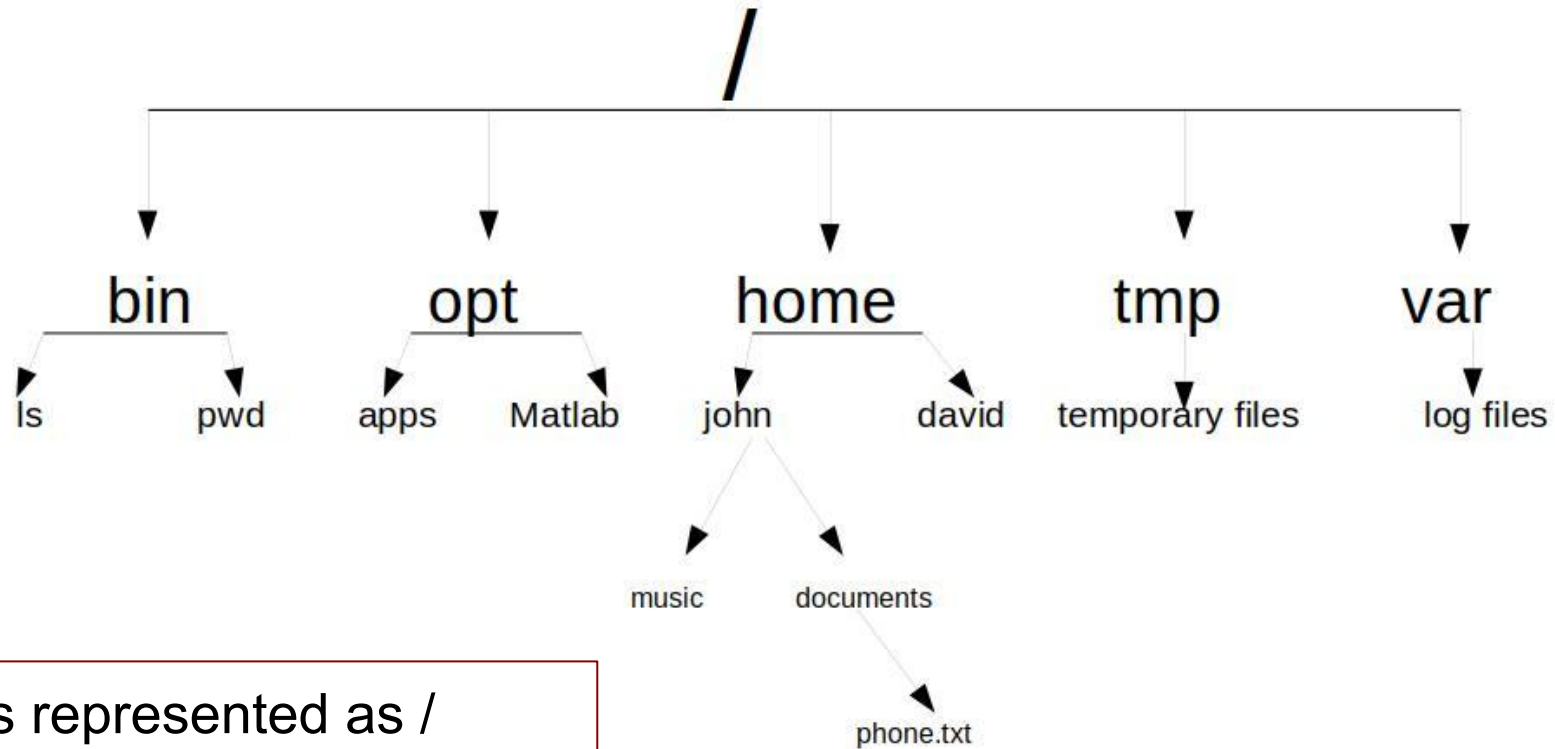 /
bin opt home tmp var
ls pwd apps Matlab john david temporary files log files
music documents
s represented as /
phone.txt